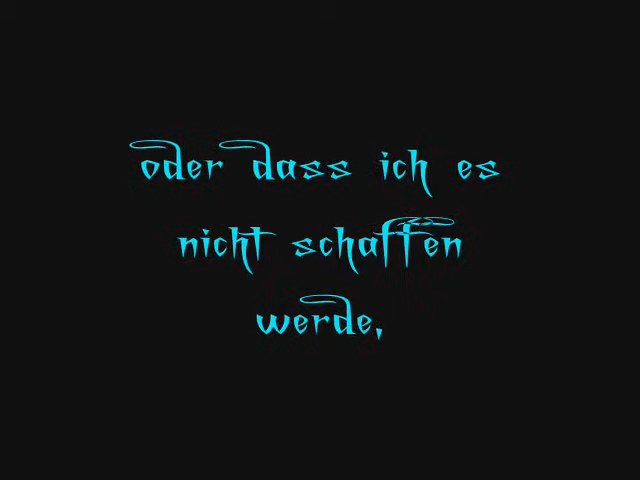 oder dass ich es
nicht schaffen
werde,